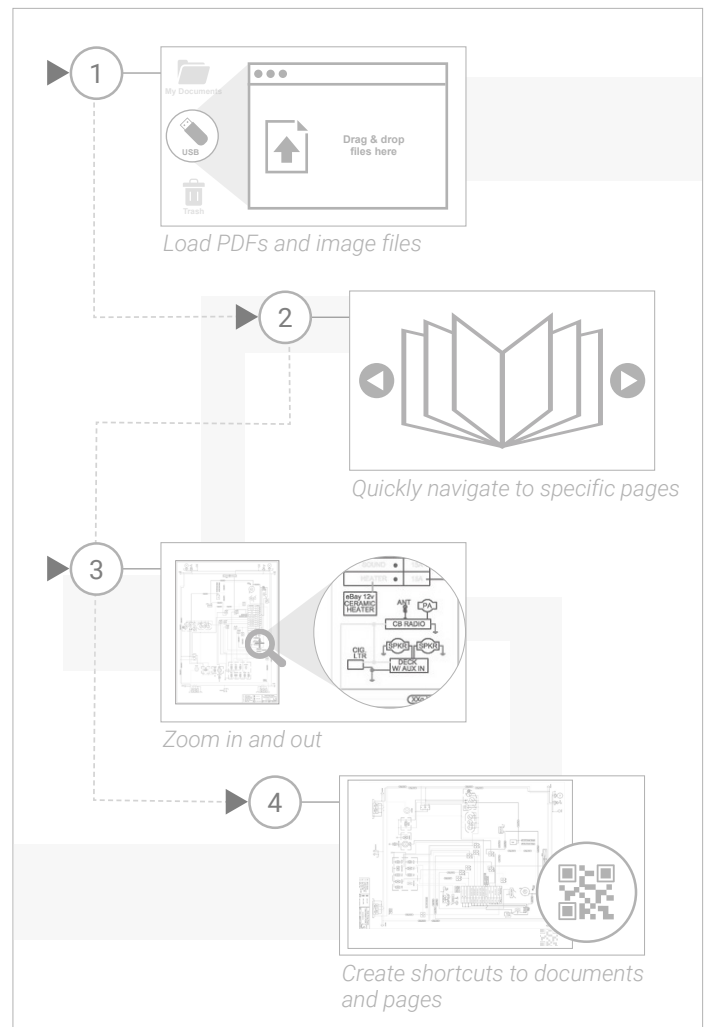 1
My Documents
USB
Trash
Drag & drop
files here
Load PDFs and image files
2
Quickly navigate to specific pages
3
SOUND
HEATER
eBay 12v
CERAMIC
HEATER
ANT
PA
CB RADIO
SPKR
SPKR
CIG
LTR
DECK
W/ AUX IN
Zoom in and out
4
Create shortcuts to documents
and pages